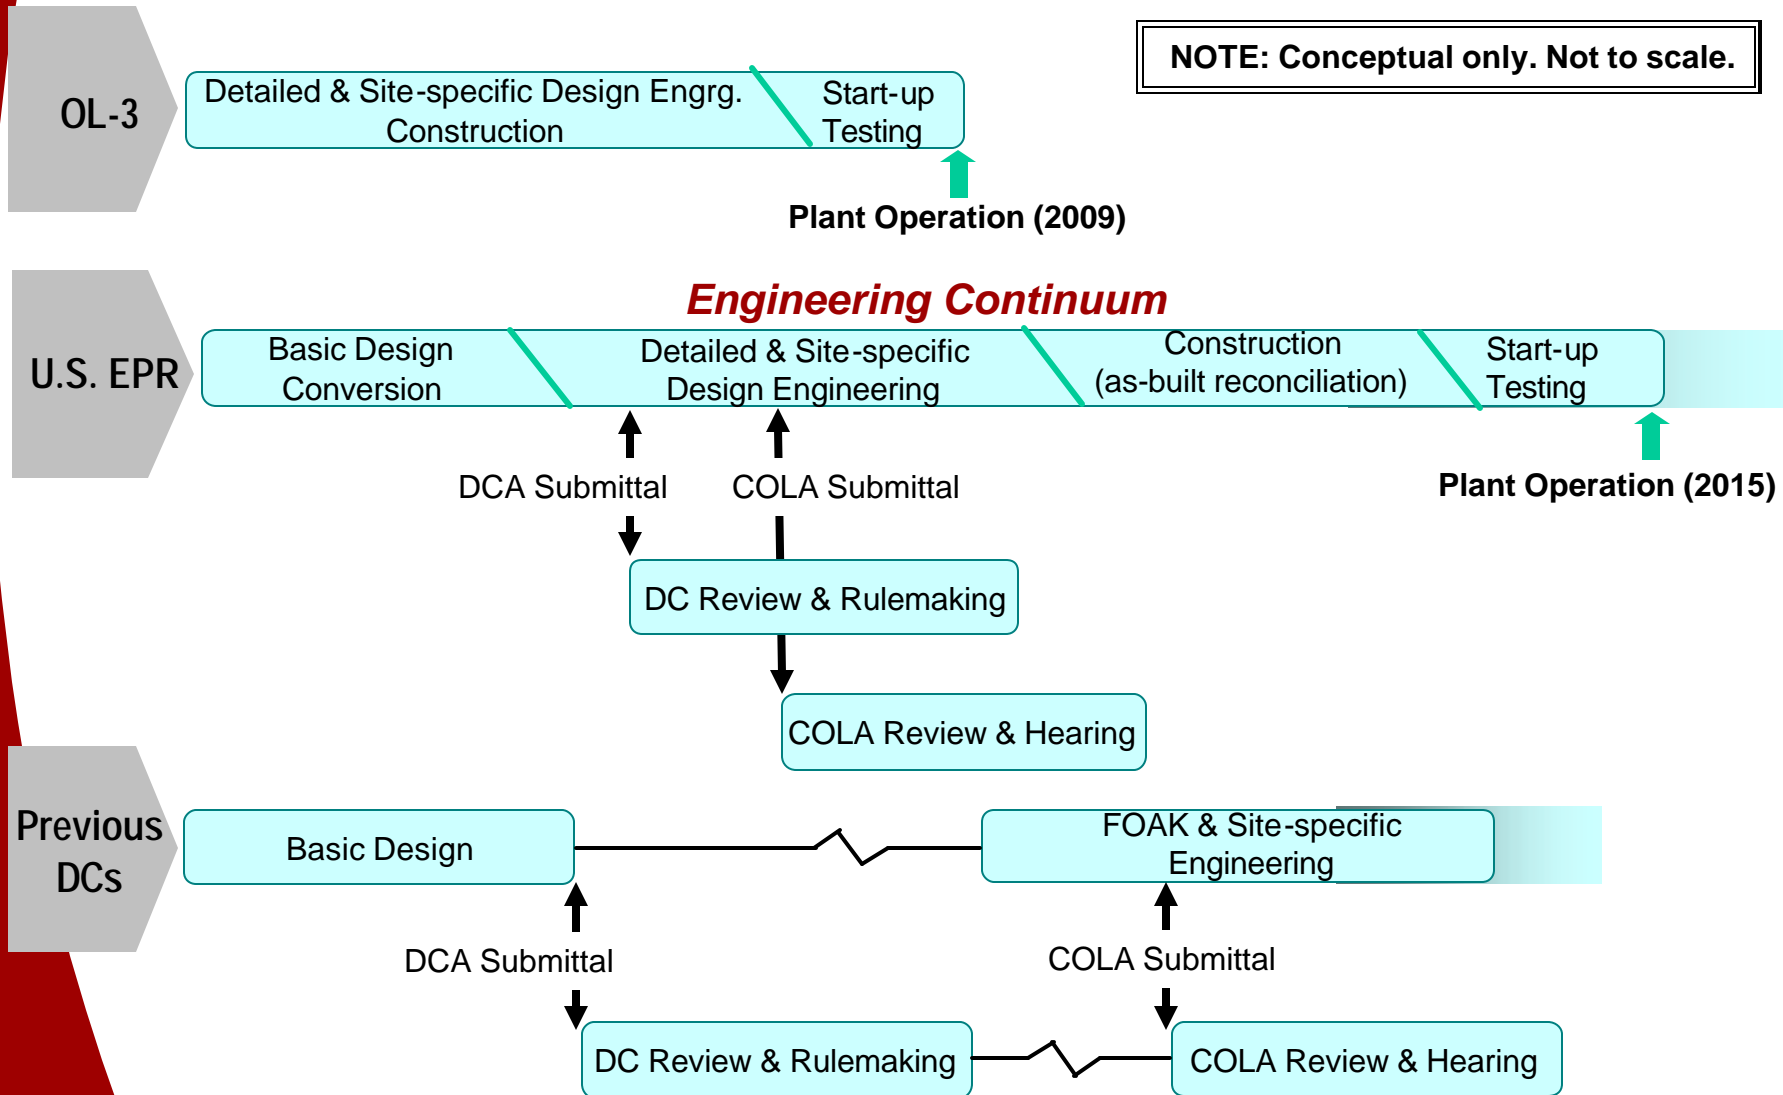 NOTE: Conceptual only. Not to scale.
OL-3
Detailed & Site-specific Design Engrg.
Construction
Start-up
Testing
Plant Operation (2009)
Engineering Continuum
U.S. EPR
Basic Design
Conversion
Detailed & Site-specific
Design Engineering
Construction
(as-built reconciliation)
Start-up
Testing
DCA Submittal
COLA Submittal
Plant Operation (2015)
DC Review & Rulemaking
COLA Review & Hearing
Previous
DCs
Basic Design
FOAK & Site-specific
Engineering
DCA Submittal
COLA Submittal
DC Review & Rulemaking
COLA Review & Hearing